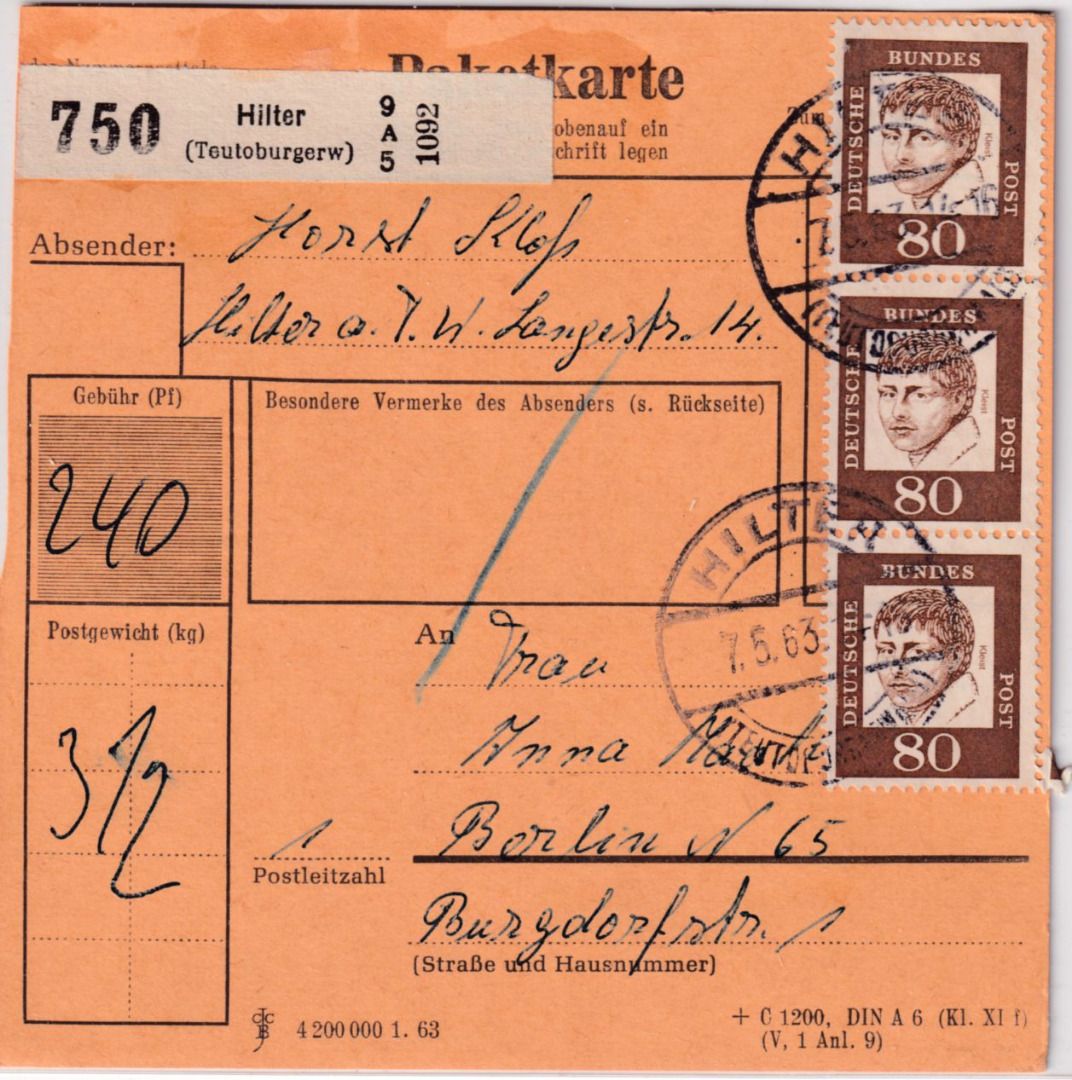 Paketkarte
750 Hilter 9 A 5 1092
(Teutoburgerw)
obenauf ein
chrift legen
Zum
Absender: Horst Kloß
Hilter a. T. W. Langestr. 14.
Gebühr (Pf)
240
Besondere Vermerke des Absenders (s. Rückseite)
Postgewicht (kg)
3 1/2
An Frau
Anna
Berlin N 65
1
Postleitzahl
Burgdorfstr. 1
(Straße und Hausnummer)
4 200 000 1. 63
+ C 1200, DIN A 6 (Kl. XI f)
(V, 1 Anl. 9)
DEUTSCHE BUNDES POST
Kleist
80
DEUTSCHE BUNDES POST
Kleist
80
DEUTSCHE BUNDES POST
Kleist
80
HILTER
7.5.63